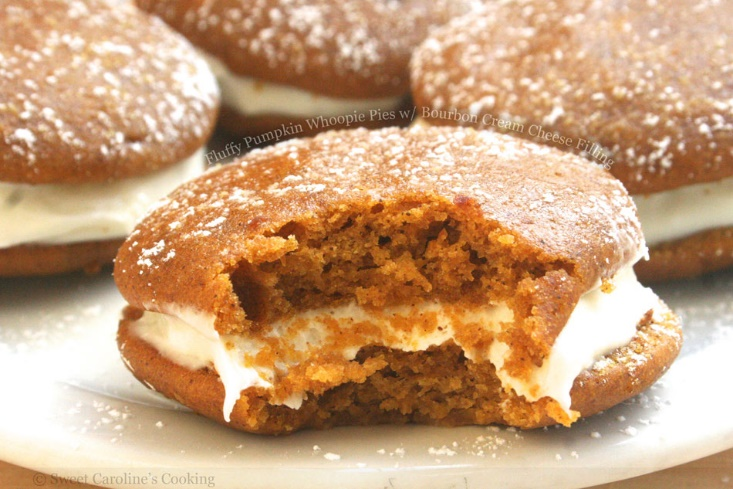 Fluffy Pumpkin Whoopie Pies w/ Bourbon Cream Cheese Filling
© Sweet Caroline's Cooking